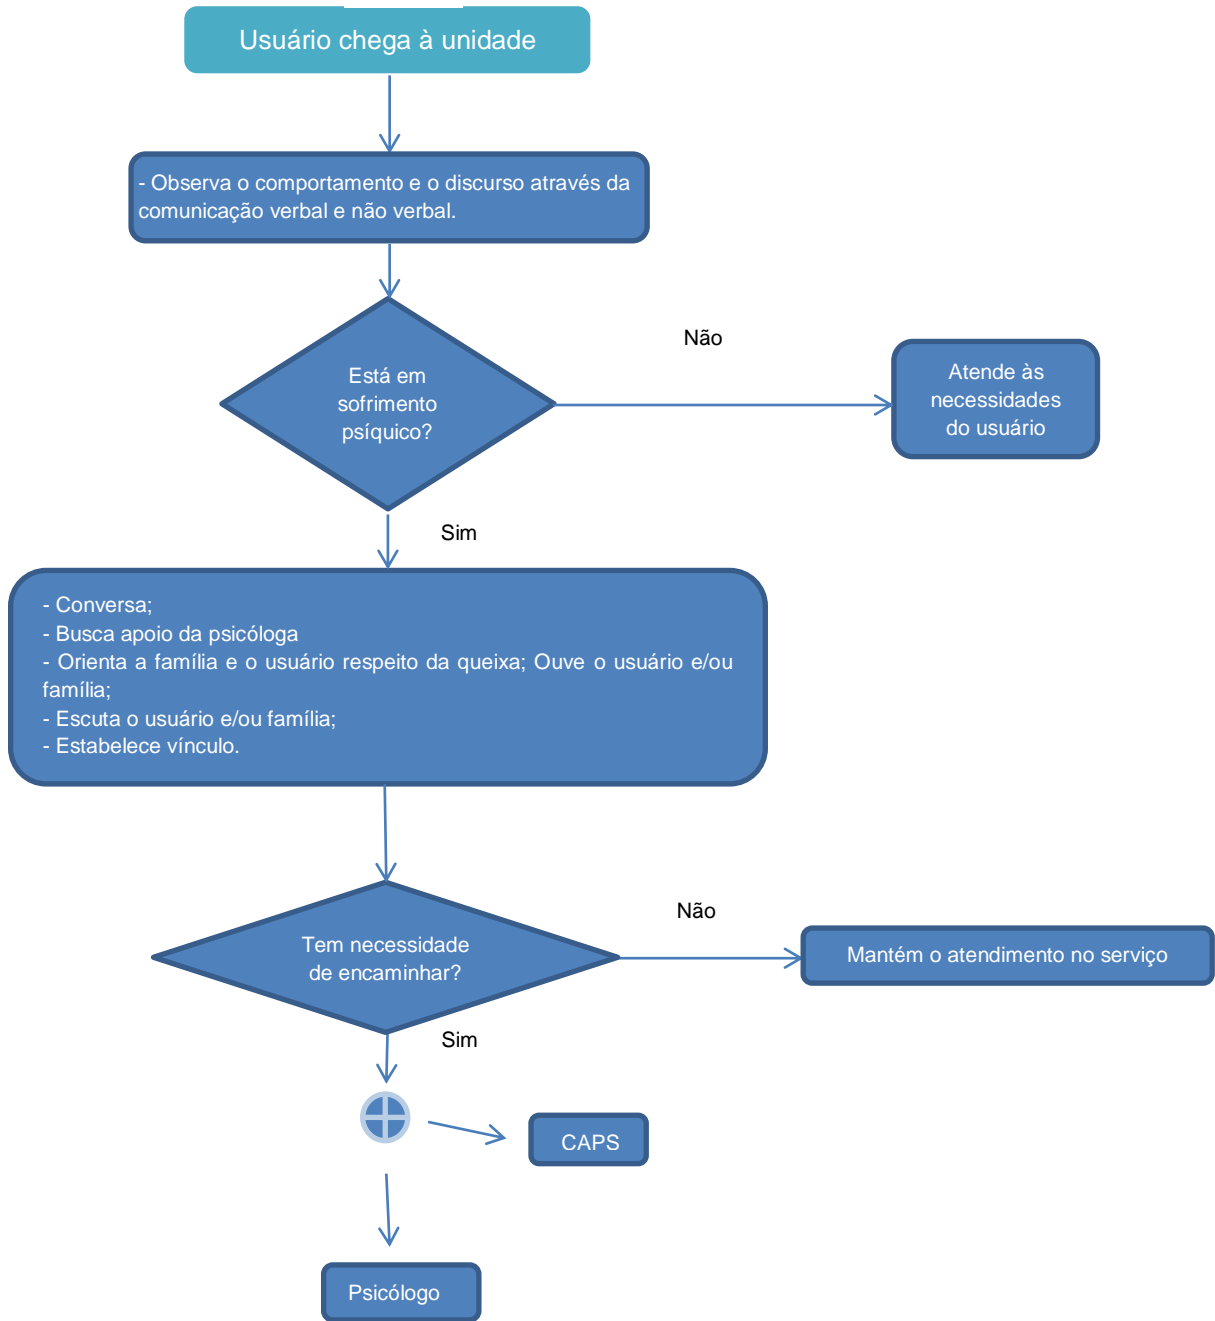 Usuário chega à unidade
- Observa o comportamento e o discurso através da
comunicação verbal e não verbal.
Não
Está em
sofrimento
psíquico?
Atende às
necessidades
do usuário
Sim
- Conversa;
- Busca apoio da psicóloga
- Orienta a família e o usuário respeito da queixa; Ouve o usuário e/ou
família;
- Escuta o usuário e/ou família;
- Estabelece vínculo.
Não
Tem necessidade
de encaminhar?
Mantém o atendimento no serviço
Sim
CAPS
Psicólogo